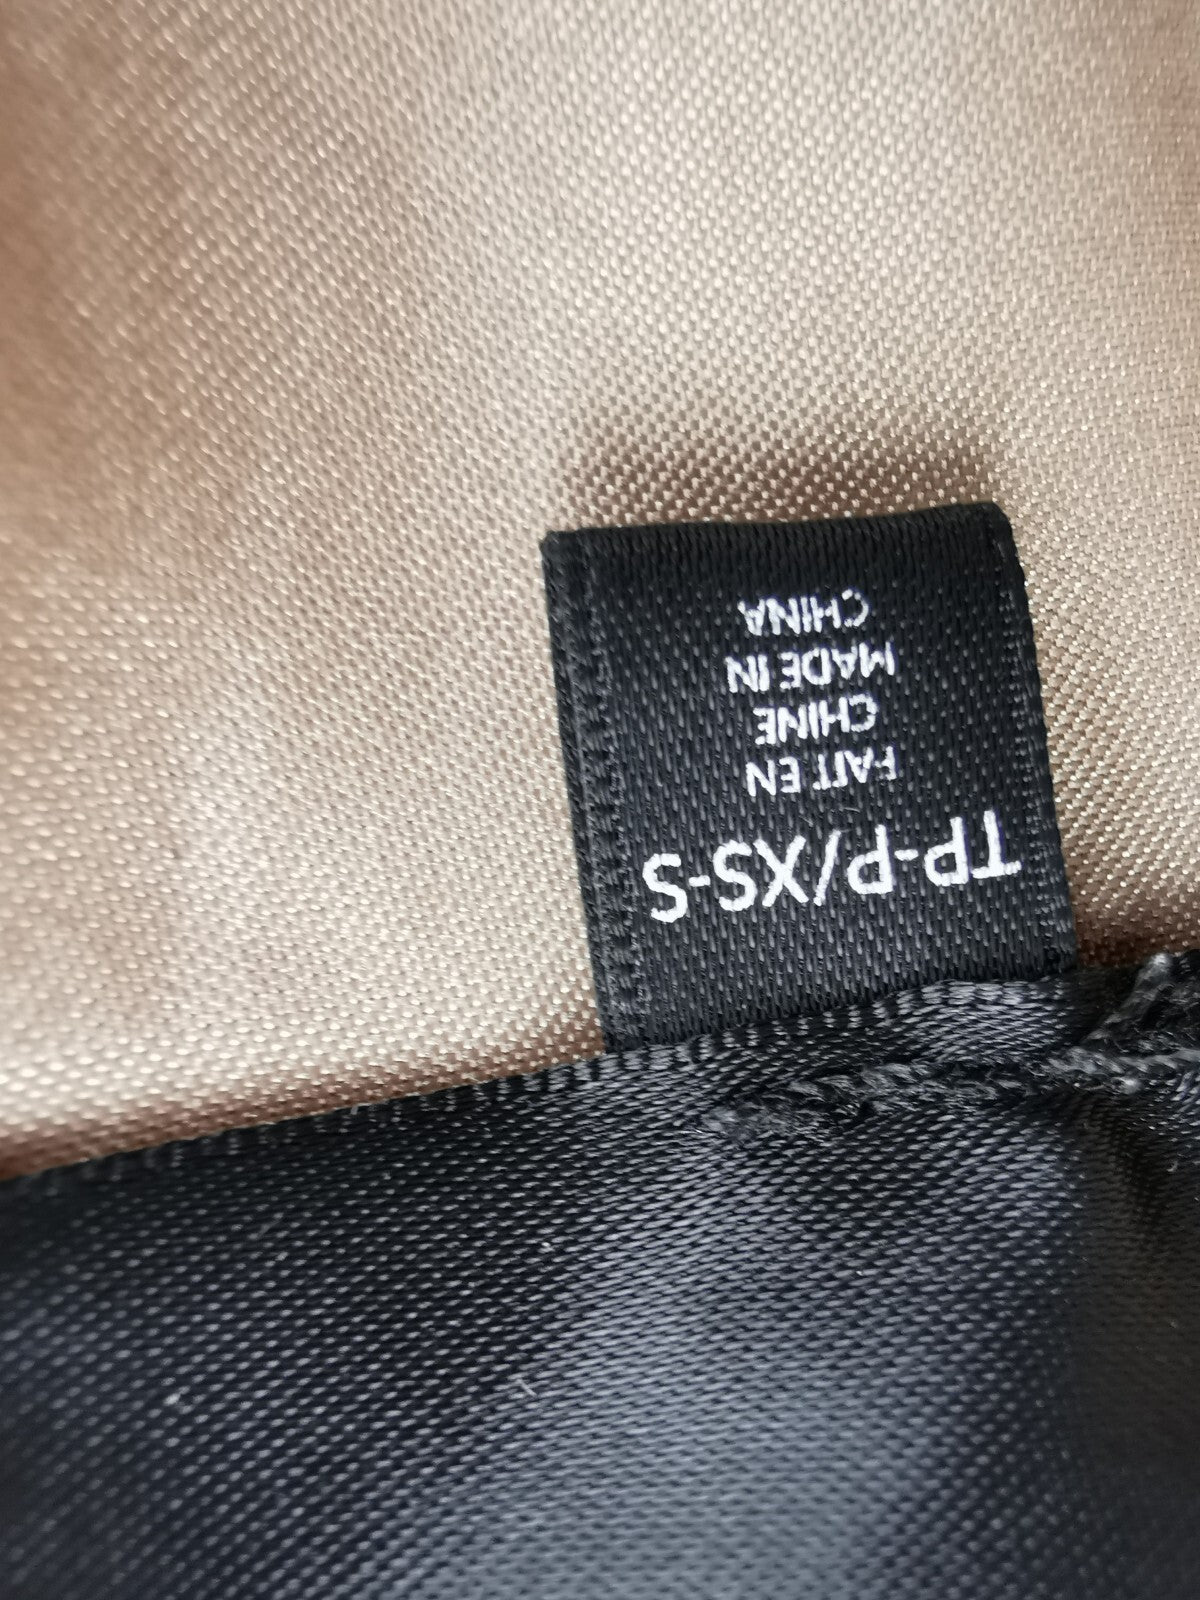 TP-P/XS-S
FAIT EN
CHINE
MADE IN
CHINA